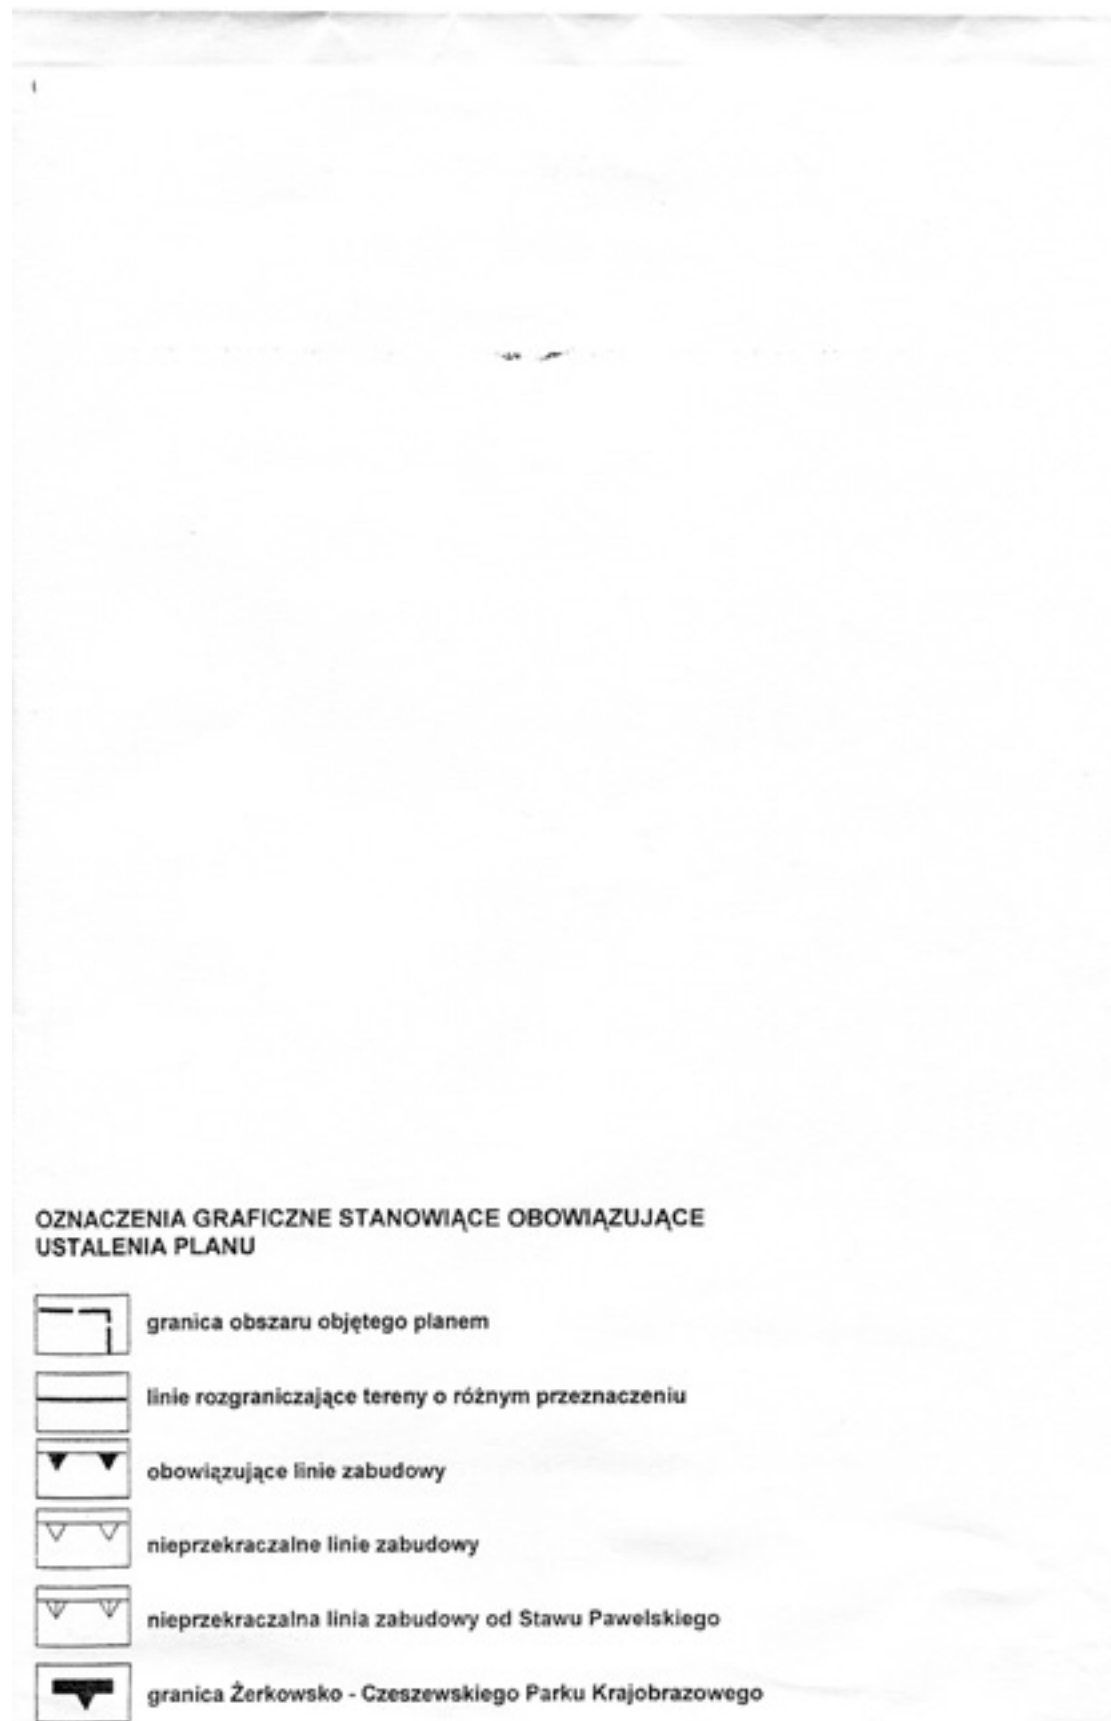 OZNACZENIA GRAFICZNE STANOWIĄCE OBOWIĄZUJĄCE
USTALENIA PLANU
granica obszaru objętego planem
linie rozgraniczające tereny o różnym przeznaczeniu
obowiązujące linie zabudowy
nieprzekraczalne linie zabudowy
nieprzekraczalna linia zabudowy od Stawu Pawelskiego
granica Żerkowsko - Czeszewskiego Parku Krajobrazowego